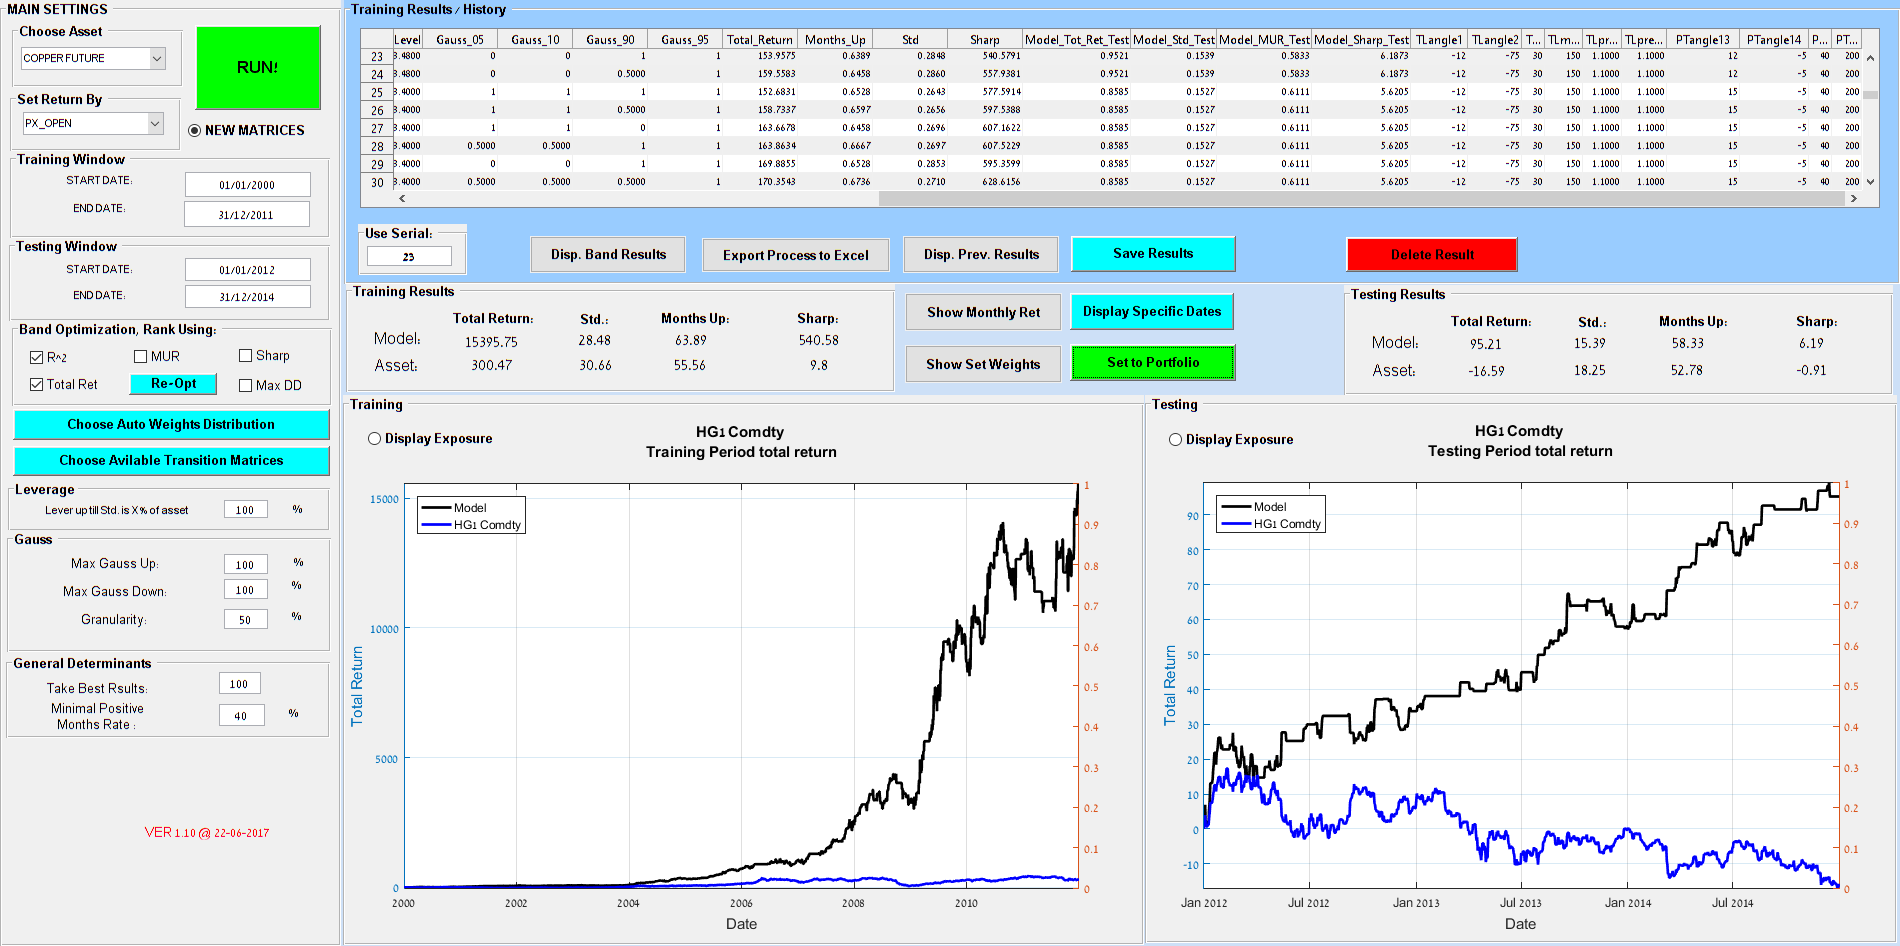 MAIN SETTINGS
Choose Asset
COPPER FUTURE
RUN!
Set Return By
PX_OPEN
NEW MATRICES
Training Window
START DATE: 01/01/2000
END DATE: 31/12/2011
Testing Window
START DATE: 01/01/2012
END DATE: 31/12/2014
Band Optimization, Rank Using:
R^2 MUR Sharp
Total Ret Re-Opt Max DD
Choose Auto Weights Distribution
Choose Avilable Transition Matrices
Leverage
Lever up till Std. is X % of asset 100 %
Gauss
Max Gauss Up: 100 %
Max Gauss Down: 100 %
Granularity: 50 %
General Determinants
Take Best Rsults: 100
Minimal Positive
Months Rate : 40 %
VER 1.10 @ 22-06-2017
Training Results / History
Level Gauss_05 Gauss_10 Gauss_90 Gauss_95 Total_Return Months_Up Std Sharp Model_Tot_Ret_Test Model_Std_Test Model_MUR_Test Model_Sharp_Test TLangle1 TLangle2 T... TLm... TLpr... TLpre... PTangle13 PTangle14 P... PT...
23 3.4800 0 0 1 1 153.9575 0.6389 0.2848 540.5791 0.9521 0.1539 0.5833 6.1873 -12 -75 30 150 1.1000 1.1000 12 -5 40 200
24 3.4800 0 0 0.5000 1 159.5583 0.6458 0.2860 557.9381 0.9521 0.1539 0.5833 6.1873 -12 -75 30 150 1.1000 1.1000 12 -5 40 200
25 3.4000 1 1 1 1 152.6831 0.6528 0.2643 577.5914 0.8585 0.1527 0.6111 5.6205 -12 -75 30 150 1.1000 1.1000 15 -5 40 200
26 3.4000 1 1 0.5000 1 158.7337 0.6597 0.2656 597.5388 0.8585 0.1527 0.6111 5.6205 -12 -75 30 150 1.1000 1.1000 15 -5 40 200
27 3.4000 1 1 0 1 163.6678 0.6458 0.2696 607.1622 0.8585 0.1527 0.6111 5.6205 -12 -75 30 150 1.1000 1.1000 15 -5 40 200
28 3.4000 0.5000 0.5000 1 1 163.8634 0.6667 0.2697 607.5229 0.8585 0.1527 0.6111 5.6205 -12 -75 30 150 1.1000 1.1000 15 -5 40 200
29 3.4000 0 0 1 1 169.8855 0.6528 0.2853 595.3599 0.8585 0.1527 0.6111 5.6205 -12 -75 30 150 1.1000 1.1000 15 -5 40 200
30 3.4000 0.5000 0.5000 0.5000 1 170.3543 0.6736 0.2710 628.6156 0.8585 0.1527 0.6111 5.6205 -12 -75 30 150 1.1000 1.1000 15 -5 40 200
Use Serial:
23
Disp. Band Results Export Process to Excel Disp. Prev. Results Save Results Delete Result
Training Results
Total Return: Std.: Months Up: Sharp:
Model: 15395.75 28.48 63.89 540.58
Asset: 300.47 30.66 55.56 9.8
Show Monthly Ret Display Specific Dates
Show Set Weights Set to Portfolio
Testing Results
Total Return: Std.: Months Up: Sharp:
Model: 95.21 15.39 58.33 6.19
Asset: -16.59 18.25 52.78 -0.91
Training
Display Exposure
HG1 Comdty
Training Period total return
Model
HG1 Comdty
15000
10000
5000
0
Total Return
1
0.9
0.8
0.7
0.6
0.5
0.4
0.3
0.2
0.1
0
2000 2002 2004 2006 2008 2010
Date
Testing
Display Exposure
HG1 Comdty
Testing Period total return
Model
HG1 Comdty
90
80
70
60
50
40
30
20
10
0
-10
Total Return
1
0.9
0.8
0.7
0.6
0.5
0.4
0.3
0.2
0.1
0
Jan 2012 Jul 2012 Jan 2013 Jul 2013 Jan 2014 Jul 2014
Date